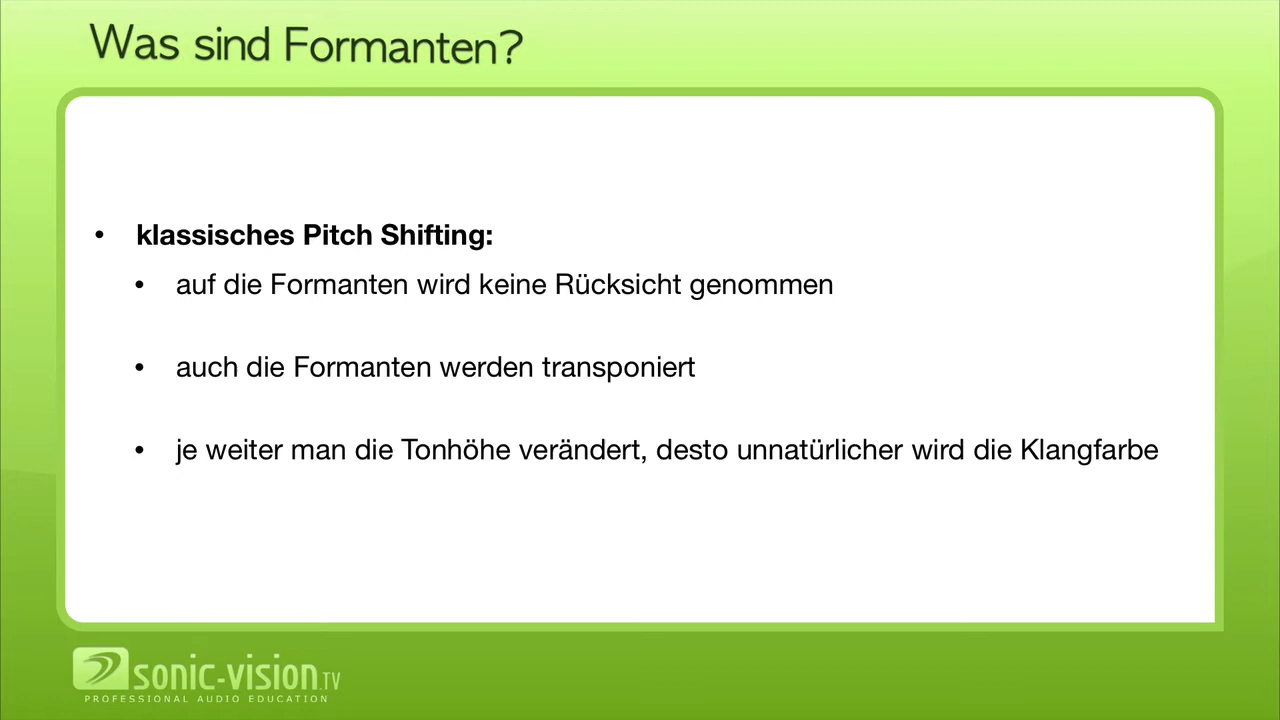 Was sind Formanten?
• klassisches Pitch Shifting:
• auf die Formanten wird keine Rücksicht genommen
• auch die Formanten werden transponiert
• je weiter man die Tonhöhe verändert, desto unnatürlicher wird die Klangfarbe
sonic-vision.TV
PROFESSIONAL AUDIO EDUCATION